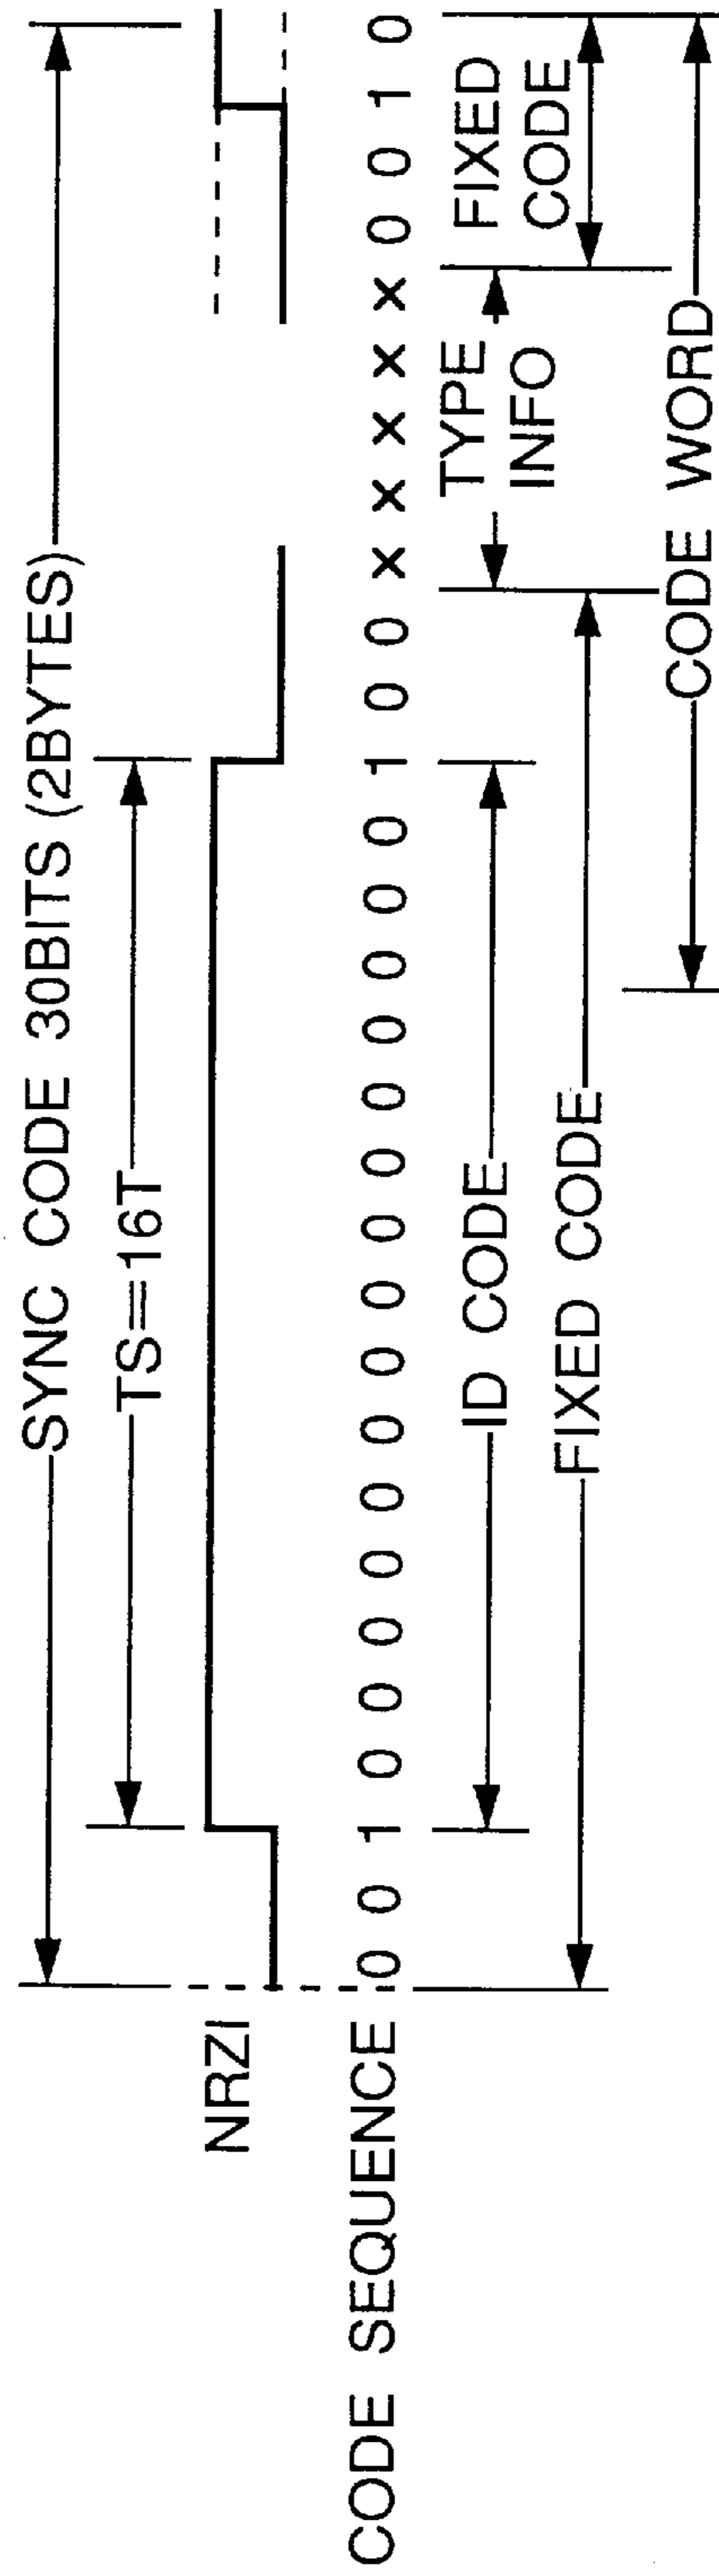 SYNC CODE 30BITS (2BYTES)
TS=16T
NRZI
CODE SEQUENCE 0 0 1 0 0 0 0 0 0 0 0 0 0 0 0 0 0 0 1 0 0 x x x x x 0 0 1 0
ID CODE
TYPE
INFO
FIXED
CODE
FIXED CODE
CODE WORD